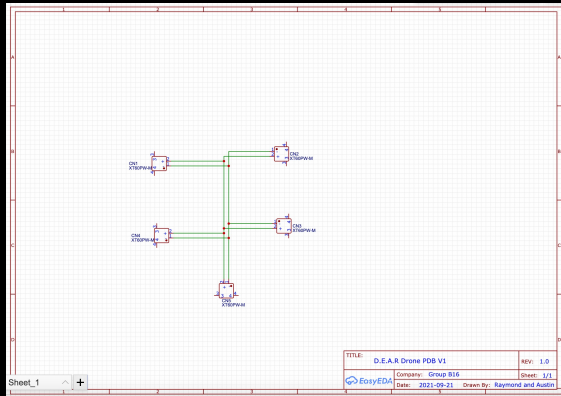 1 2 3 4 5
A A
B B
C C
D D
CN1
XT60PW-M
CN2
XT60PW-M
CN4
XT60PW-M
CN3
XT60PW-M
CN5
XT60PW-M
TITLE:
D.E.A.R Drone PDB V1
REV: 1.0
EasyEDA
Company: Group B16
Sheet: 1/1
Date: 2021-09-21 Drawn By: Raymond and Austin
Sheet_1